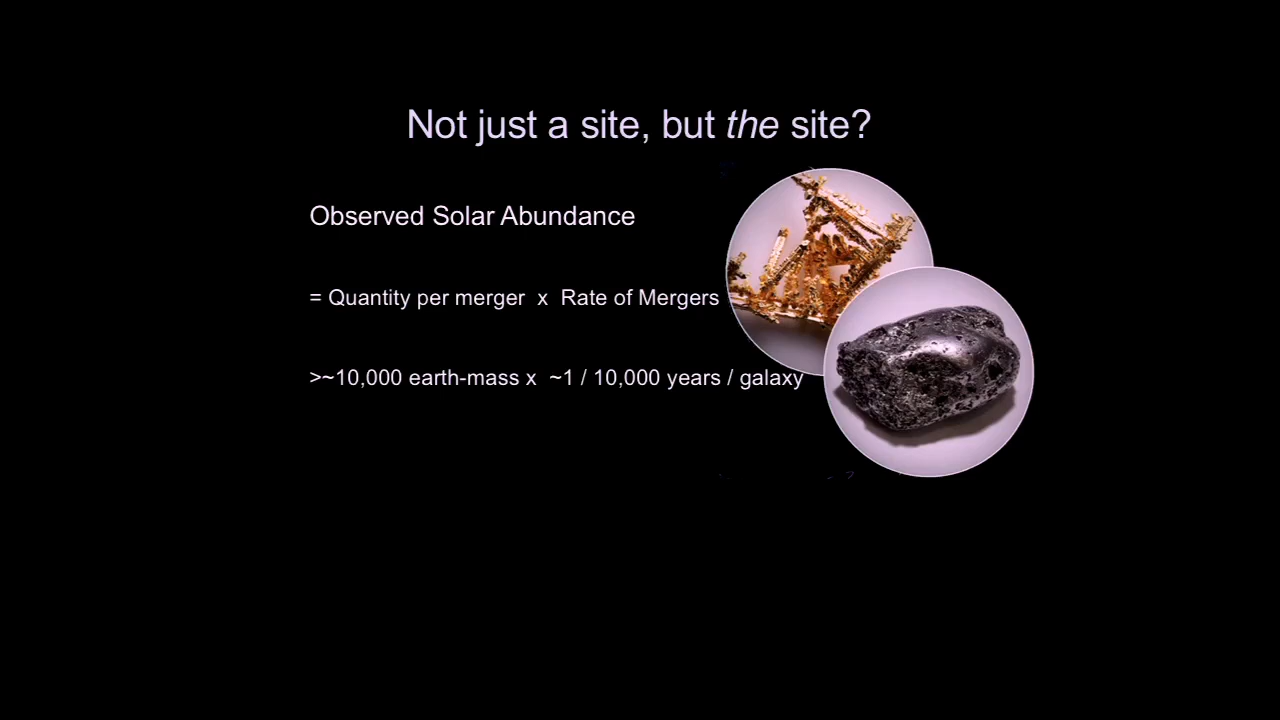 Not just a site, but the site?
Observed Solar Abundance
= Quantity per merger x Rate of Mergers
>~10,000 earth-mass x ~1 / 10,000 years / galaxy